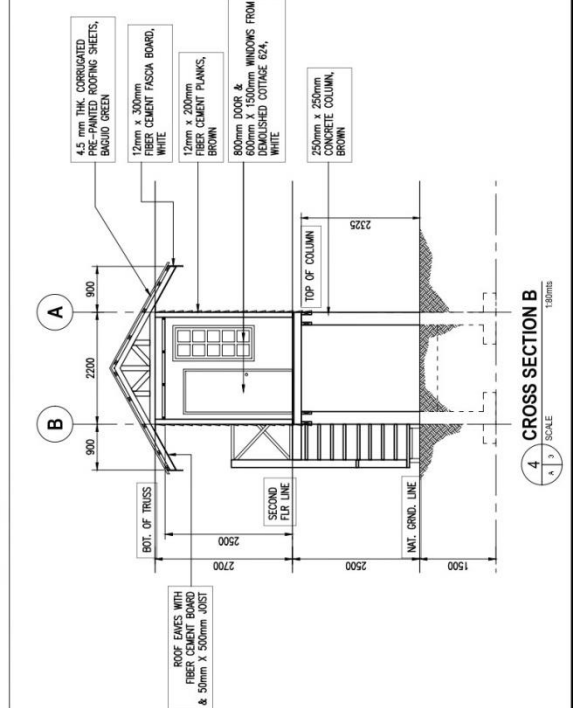 4.5 mm THK. CORRUGATED
PRE-PAINTED ROOFING SHEETS,
BAGUIO GREEN
12mm x 300mm
FIBER CEMENT FASCIA BOARD,
WHITE
12mm x 200mm
FIBER CEMENT PLANKS,
BROWN
800mm DOOR &
600mm X 1500mm WINDOWS FROM
DEMOLISHED COTTAGE 624,
WHITE
250mm x 250mm
CONCRETE COLUMN,
BROWN
B
A
900
2200
900
BOT. OF TRUSS
SECOND
FLR LINE
TOP OF COLUMN
NAT. GRND. LINE
2500
2700
2500
1500
2325
ROOF EAVES WITH
FIBER CEMENT BOARD
& 50mm X 500mm JOIST
4
A 3
CROSS SECTION B
SCALE 1:80mts